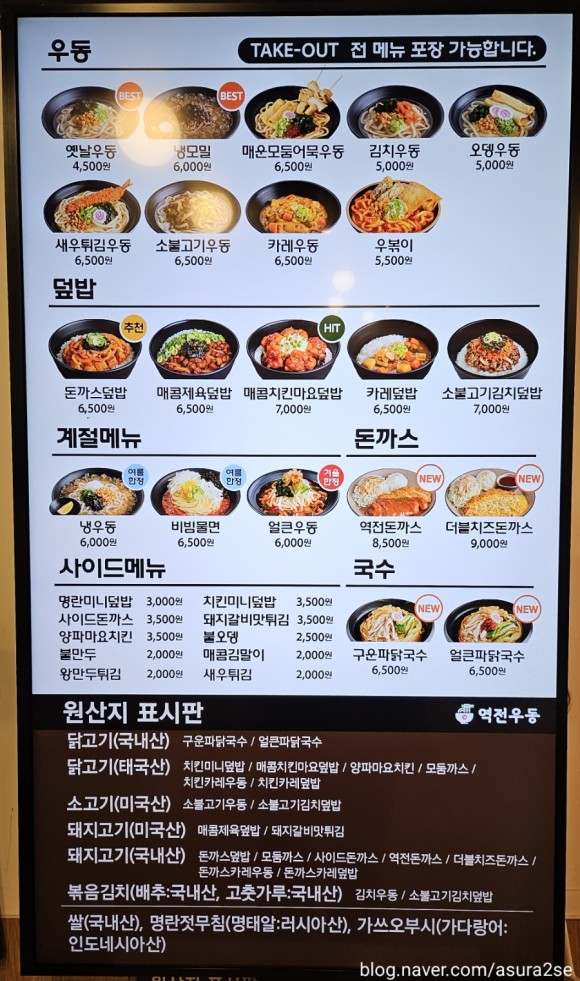 우동
TAKE-OUT 전 메뉴 포장 가능합니다.
BEST
BEST
옛날우동 냉모밀 매운모둠어묵우동 김치우동 오뎅우동
4,500원 6,000원 6,500원 5,000원 5,000원
새우튀김우동 소불고기우동 카레우동 우볶이
6,500원 6,500원 6,500원 5,500원
덮밥
추천
HIT
돈까스덮밥 매콤제육덮밥 매콤치킨마요덮밥 카레덮밥 소불고기김치덮밥
6,500원 6,500원 7,000원 6,500원 7,000원
계절메뉴
여름
한정
여름
한정
겨울
한정
냉우동 비빔물면 얼큰우동
6,000원 6,500원 6,000원
돈까스
NEW
NEW
역전돈까스 더블치즈돈까스
8,500원 9,000원
사이드메뉴
명란미니덮밥 3,000원 치킨미니덮밥 3,500원
사이드돈까스 3,500원 돼지갈비맛튀김 3,500원
양파마요치킨 3,500원 불오뎅 2,500원
불만두 2,000원 매콤김말이 2,000원
왕만두튀김 2,000원 새우튀김 2,000원
국수
NEW
NEW
구운파닭국수 얼큰파닭국수
6,500원 6,500원
원산지 표시판
역전우동
닭고기(국내산) 구운파닭국수 / 얼큰파닭국수
닭고기(태국산) 치킨미니덮밥 / 매콤치킨마요덮밥 / 양파마요치킨 / 모둠까스 /
치킨카레우동 / 치킨카레덮밥
소고기(미국산) 소불고기우동 / 소불고기김치덮밥
돼지고기(미국산) 매콤제육덮밥 / 돼지갈비맛튀김
돼지고기(국내산) 돈까스덮밥 / 모둠까스 / 사이드돈까스 / 역전돈까스 / 더블치즈돈까스 /
돈까스카레우동 / 돈까스카레덮밥
볶음김치(배추:국내산, 고춧가루:국내산) 김치우동 / 소불고기김치덮밥
쌀(국내산), 명란젓무침(명태알:러시아산), 가쓰오부시(가다랑어:
인도네시아산)
blog.naver.com/asura2se